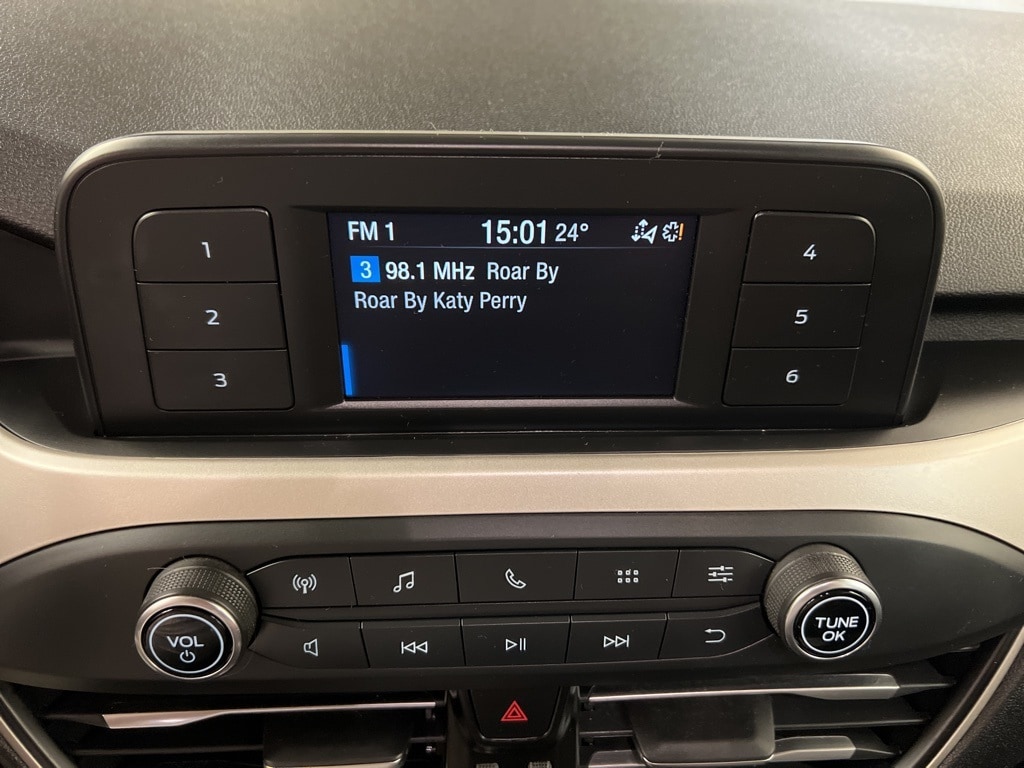 FM 1 15:01 24°
3 98.1 MHz Roar By
Roar By Katy Perry
1
2
3
4
5
6
VOL
TUNE
OK